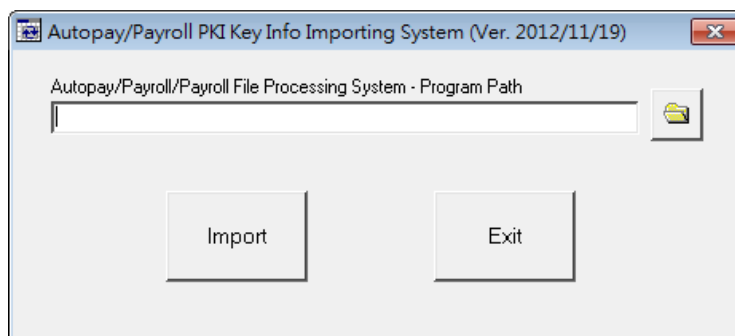 Autopay/Payroll PKI Key Info Importing System (Ver. 2012/11/19)
Autopay/Payroll/Payroll File Processing System - Program Path
Import
Exit